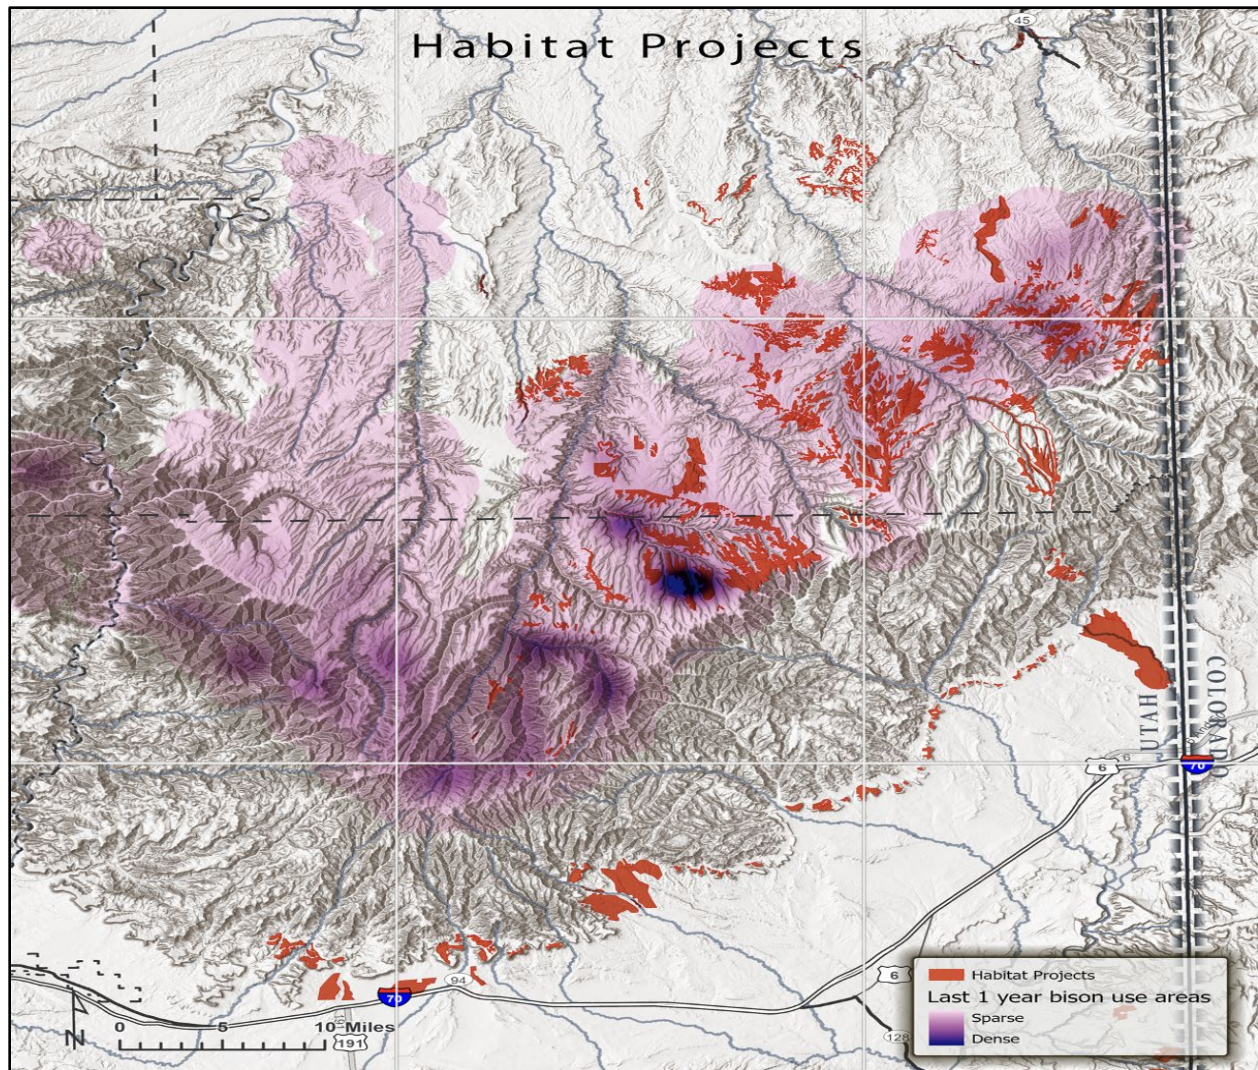 Habitat Projects
45
UTAH
COLORADO
6
6
70
94
70
6
191
128
N
0 5 10 Miles
Habitat Projects
Last 1 year bison use areas
Sparse
Dense